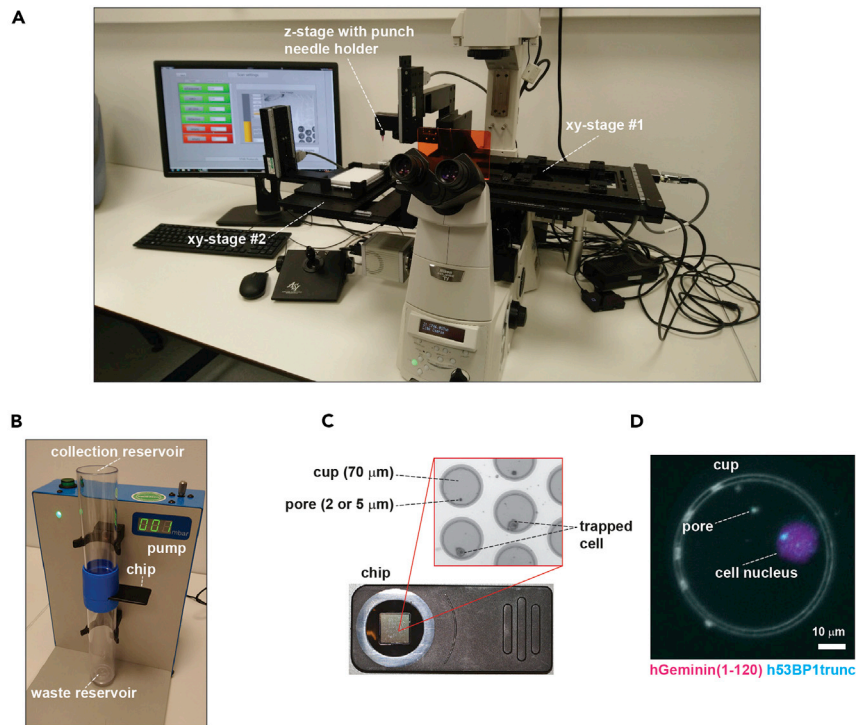 A
z-stage with punch
needle holder
xy-stage #1
xy-stage #2
B
collection reservoir
001
mbar
pump
chip
waste reservoir
C
cup (70 μm)
pore (2 or 5 μm)
trapped
cell
chip
D
cup
pore
cell nucleus
10 μm
hGeminin(1-120) h53BP1trunc